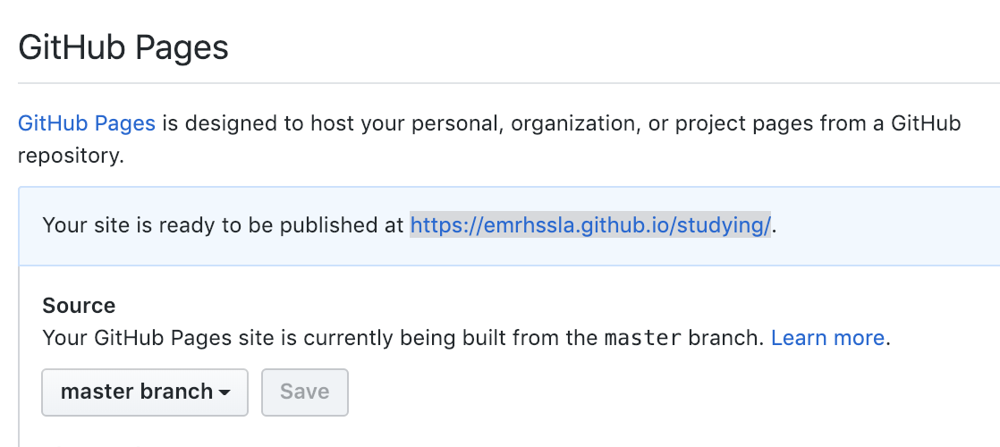 GitHub Pages
GitHub Pages is designed to host your personal, organization, or project pages from a GitHub
repository.
Your site is ready to be published at https://emrhssla.github.io/studying/.
Source
Your GitHub Pages site is currently being built from the master branch. Learn more.
master branch
Save